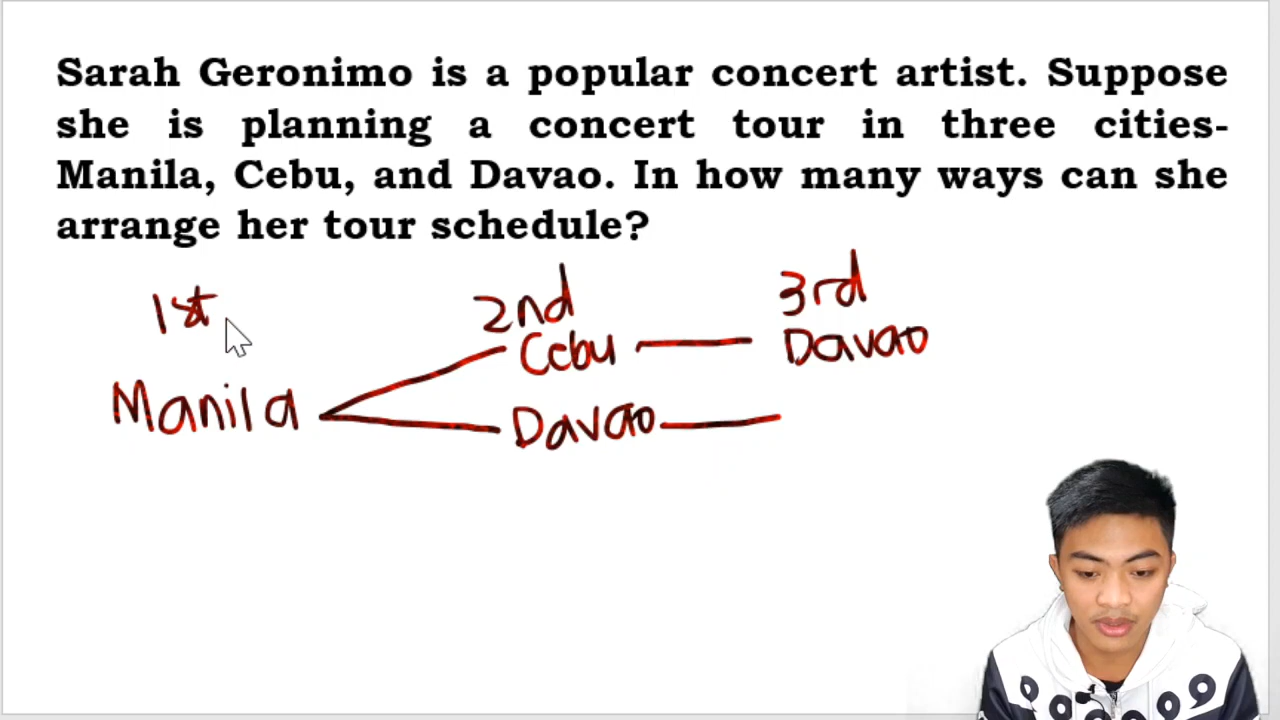 Sarah Geronimo is a popular concert artist. Suppose
she is planning a concert tour in three cities-
Manila, Cebu, and Davao. In how many ways can she
arrange her tour schedule?
1st 2nd 3rd
Cebu Davao
Manila
Davao